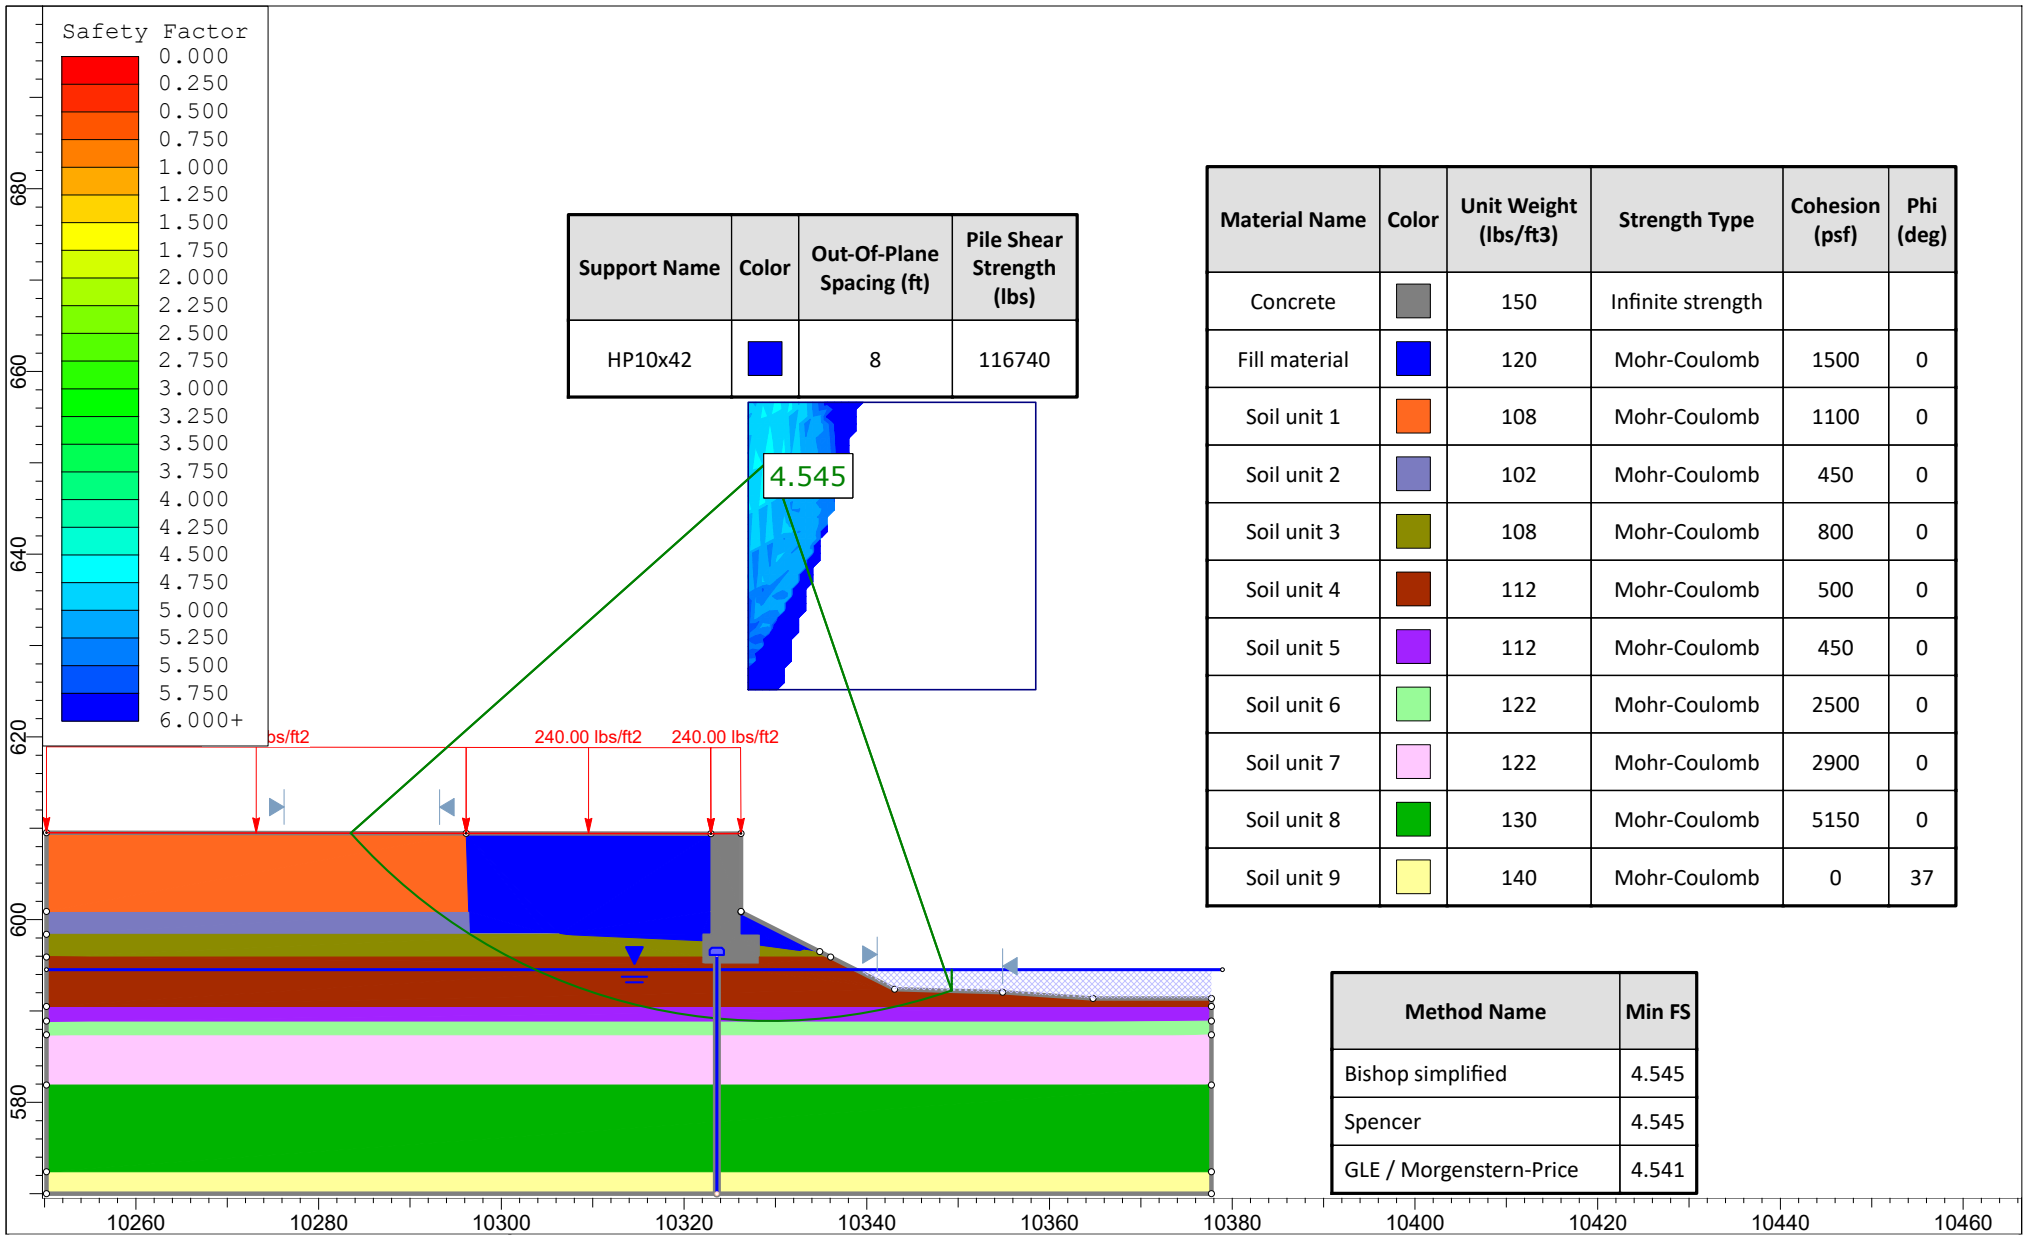 Safety Factor
0.000
0.250
0.500
0.750
1.000
1.250
1.500
1.750
2.000
2.250
2.500
2.750
3.000
3.250
3.500
3.750
4.000
4.250
4.500
4.750
5.000
5.250
5.500
5.750
6.000+
680
660
640
620
600
580
Support Name Color Out-Of-Plane Spacing (ft) Pile Shear Strength (lbs)
HP10x42 8 116740
4.545
bs/ft2 240.00 lbs/ft2 240.00 lbs/ft2
Material Name Color Unit Weight (lbs/ft3) Strength Type Cohesion (psf) Phi (deg)
Concrete 150 Infinite strength
Fill material 120 Mohr-Coulomb 1500 0
Soil unit 1 108 Mohr-Coulomb 1100 0
Soil unit 2 102 Mohr-Coulomb 450 0
Soil unit 3 108 Mohr-Coulomb 800 0
Soil unit 4 112 Mohr-Coulomb 500 0
Soil unit 5 112 Mohr-Coulomb 450 0
Soil unit 6 122 Mohr-Coulomb 2500 0
Soil unit 7 122 Mohr-Coulomb 2900 0
Soil unit 8 130 Mohr-Coulomb 5150 0
Soil unit 9 140 Mohr-Coulomb 0 37
Method Name Min FS
Bishop simplified 4.545
Spencer 4.545
GLE / Morgenstern-Price 4.541
10260 10280 10300 10320 10340 10360 10380 10400 10420 10440 10460